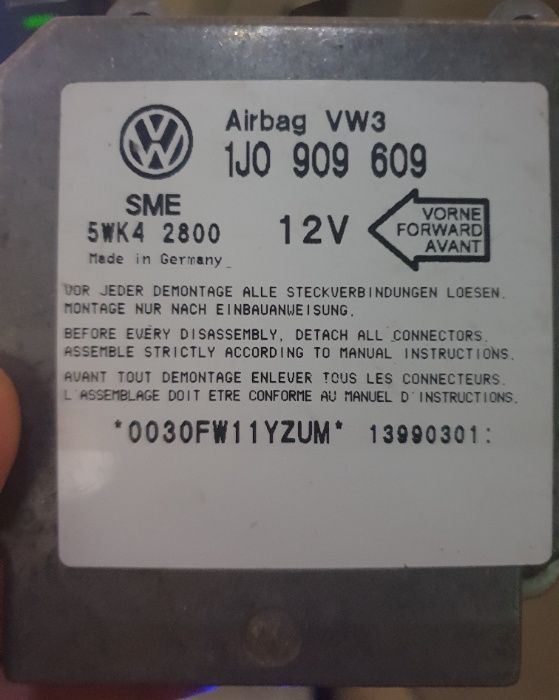 Airbag VW3
1J0 909 609
SME
5WK4 2800
Made in Germany
12V
VORNE
FORWARD
AVANT
VOR JEDER DEMONTAGE ALLE STECKVERBINDUNGEN LOESEN.
MONTAGE NUR NACH EINBAUANWEISUNG.
BEFORE EVERY DISASSEMBLY, DETACH ALL CONNECTORS.
ASSEMBLE STRICTLY ACCORDING TO MANUAL INSTRUCTIONS.
AVANT TOUT DEMONTAGE ENLEVER TOUS LES CONNECTEURS.
L'ASSEMBLAGE DOIT ETRE CONFORME AU MANUEL D'INSTRUCTIONS.
*0030FW11YZUM* 13990301: